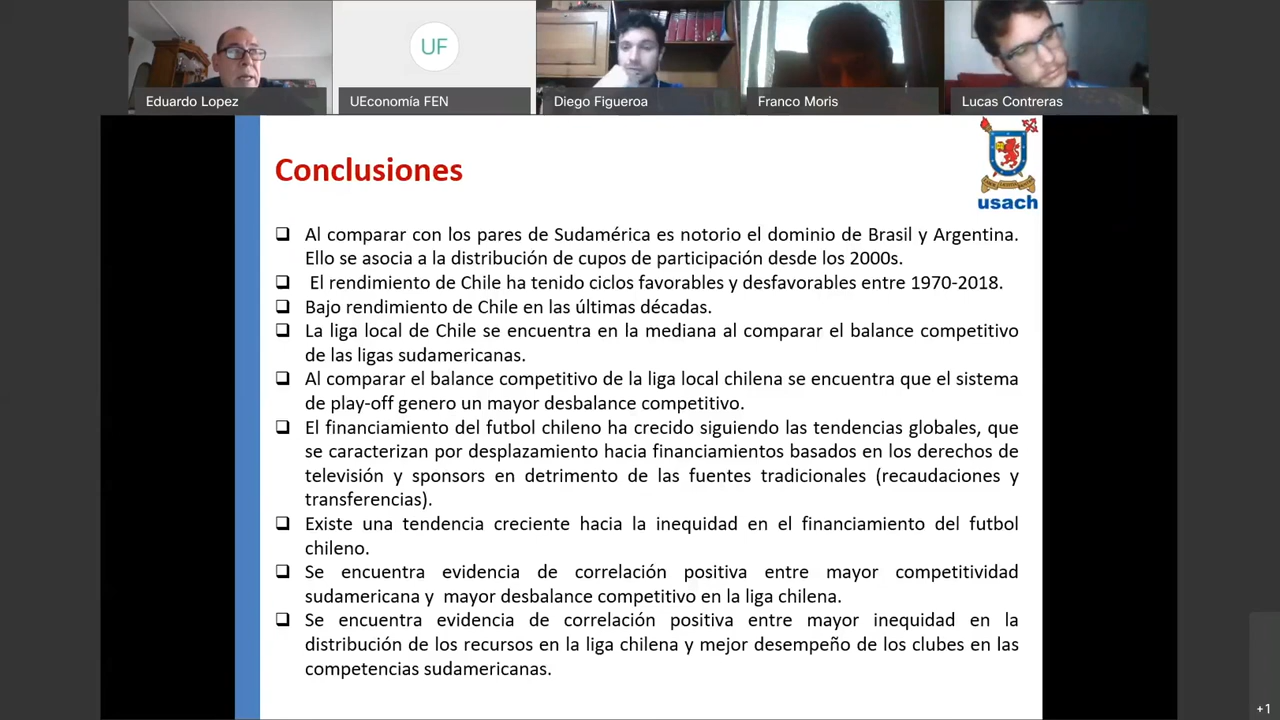 UF
Eduardo Lopez
UEconomía FEN
Diego Figueroa
Franco Moris
Lucas Contreras
Conclusiones
usach
Al comparar con los pares de Sudamérica es notorio el dominio de Brasil y Argentina.
Ello se asocia a la distribución de cupos de participación desde los 2000s.
El rendimiento de Chile ha tenido ciclos favorables y desfavorables entre 1970-2018.
Bajo rendimiento de Chile en las últimas décadas.
La liga local de Chile se encuentra en la mediana al comparar el balance competitivo
de las ligas sudamericanas.
Al comparar el balance competitivo de la liga local chilena se encuentra que el sistema
de play-off genero un mayor desbalance competitivo.
El financiamiento del futbol chileno ha crecido siguiendo las tendencias globales, que
se caracterizan por desplazamiento hacia financiamientos basados en los derechos de
televisión y sponsors en detrimento de las fuentes tradicionales (recaudaciones y
transferencias).
Existe una tendencia creciente hacia la inequidad en el financiamiento del futbol
chileno.
Se encuentra evidencia de correlación positiva entre mayor competitividad
sudamericana y mayor desbalance competitivo en la liga chilena.
Se encuentra evidencia de correlación positiva entre mayor inequidad en la
distribución de los recursos en la liga chilena y mejor desempeño de los clubes en las
competencias sudamericanas.
+1